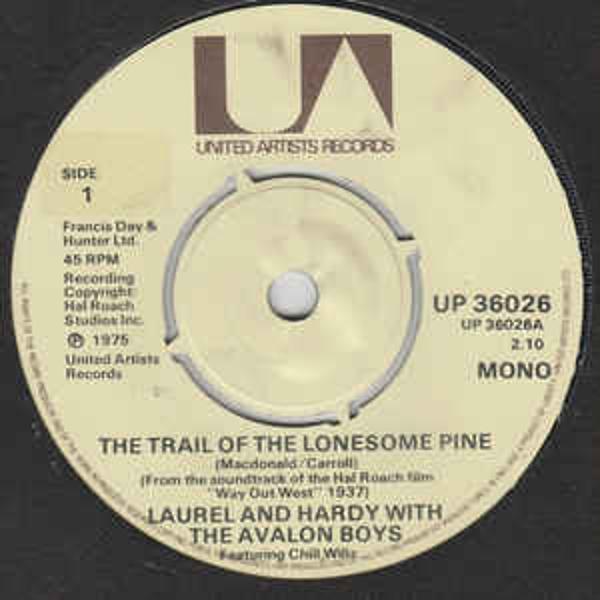 UA
UNITED ARTISTS RECORDS
SIDE
1
Francis Day &
Hunter Ltd.
45 RPM
Recording
Copyright:
Hal Roach
Studios Inc.
℗ 1975
United Artists
Records
UP 36026
UP 36026A
2.10
MONO
THE TRAIL OF THE LONESOME PINE
(Macdonald/Carroll)
(From the soundtrack of the Hal Roach film
"Way Out West" 1937)
LAUREL AND HARDY WITH
THE AVALON BOYS
Featuring Chill Wills